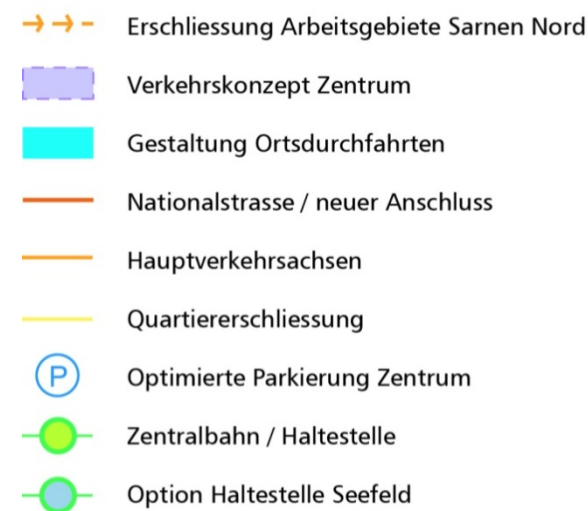 Erschliessung Arbeitsgebiete Sarnen Nord
Verkehrskonzept Zentrum
Gestaltung Ortsdurchfahrten
Nationalstrasse / neuer Anschluss
Hauptverkehrsachsen
Quartiererschliessung
P Optimierte Parkierung Zentrum
Zentralbahn / Haltestelle
Option Haltestelle Seefeld